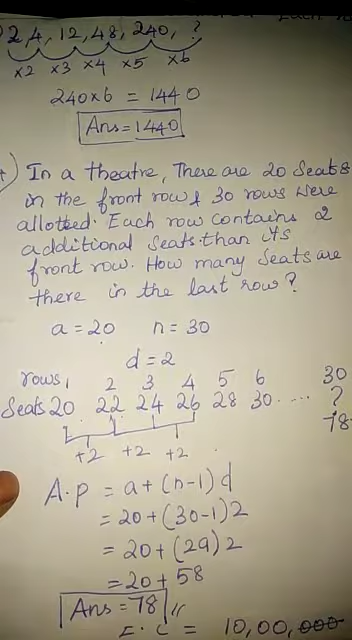 2,4,12,48,240,?
×2 ×3 ×4 ×5 ×6
240×6 = 1440
Ans=1440
In a theatre, There are 20 Seats
in the front row & 30 rows were
allotted. Each row contains 2
additional seats than its
front row. How many Seats are
there in the last row?
a=20 n=30
d=2
rows 1 2 3 4 5 6 30
Seats 20 22 24 26 28 30 .... ?
+2 +2 +2 78
A.p = a+(n-1)d
= 20+(30-1)2
= 20+(29)2
= 20+58
Ans=78 //
= 10,00,000